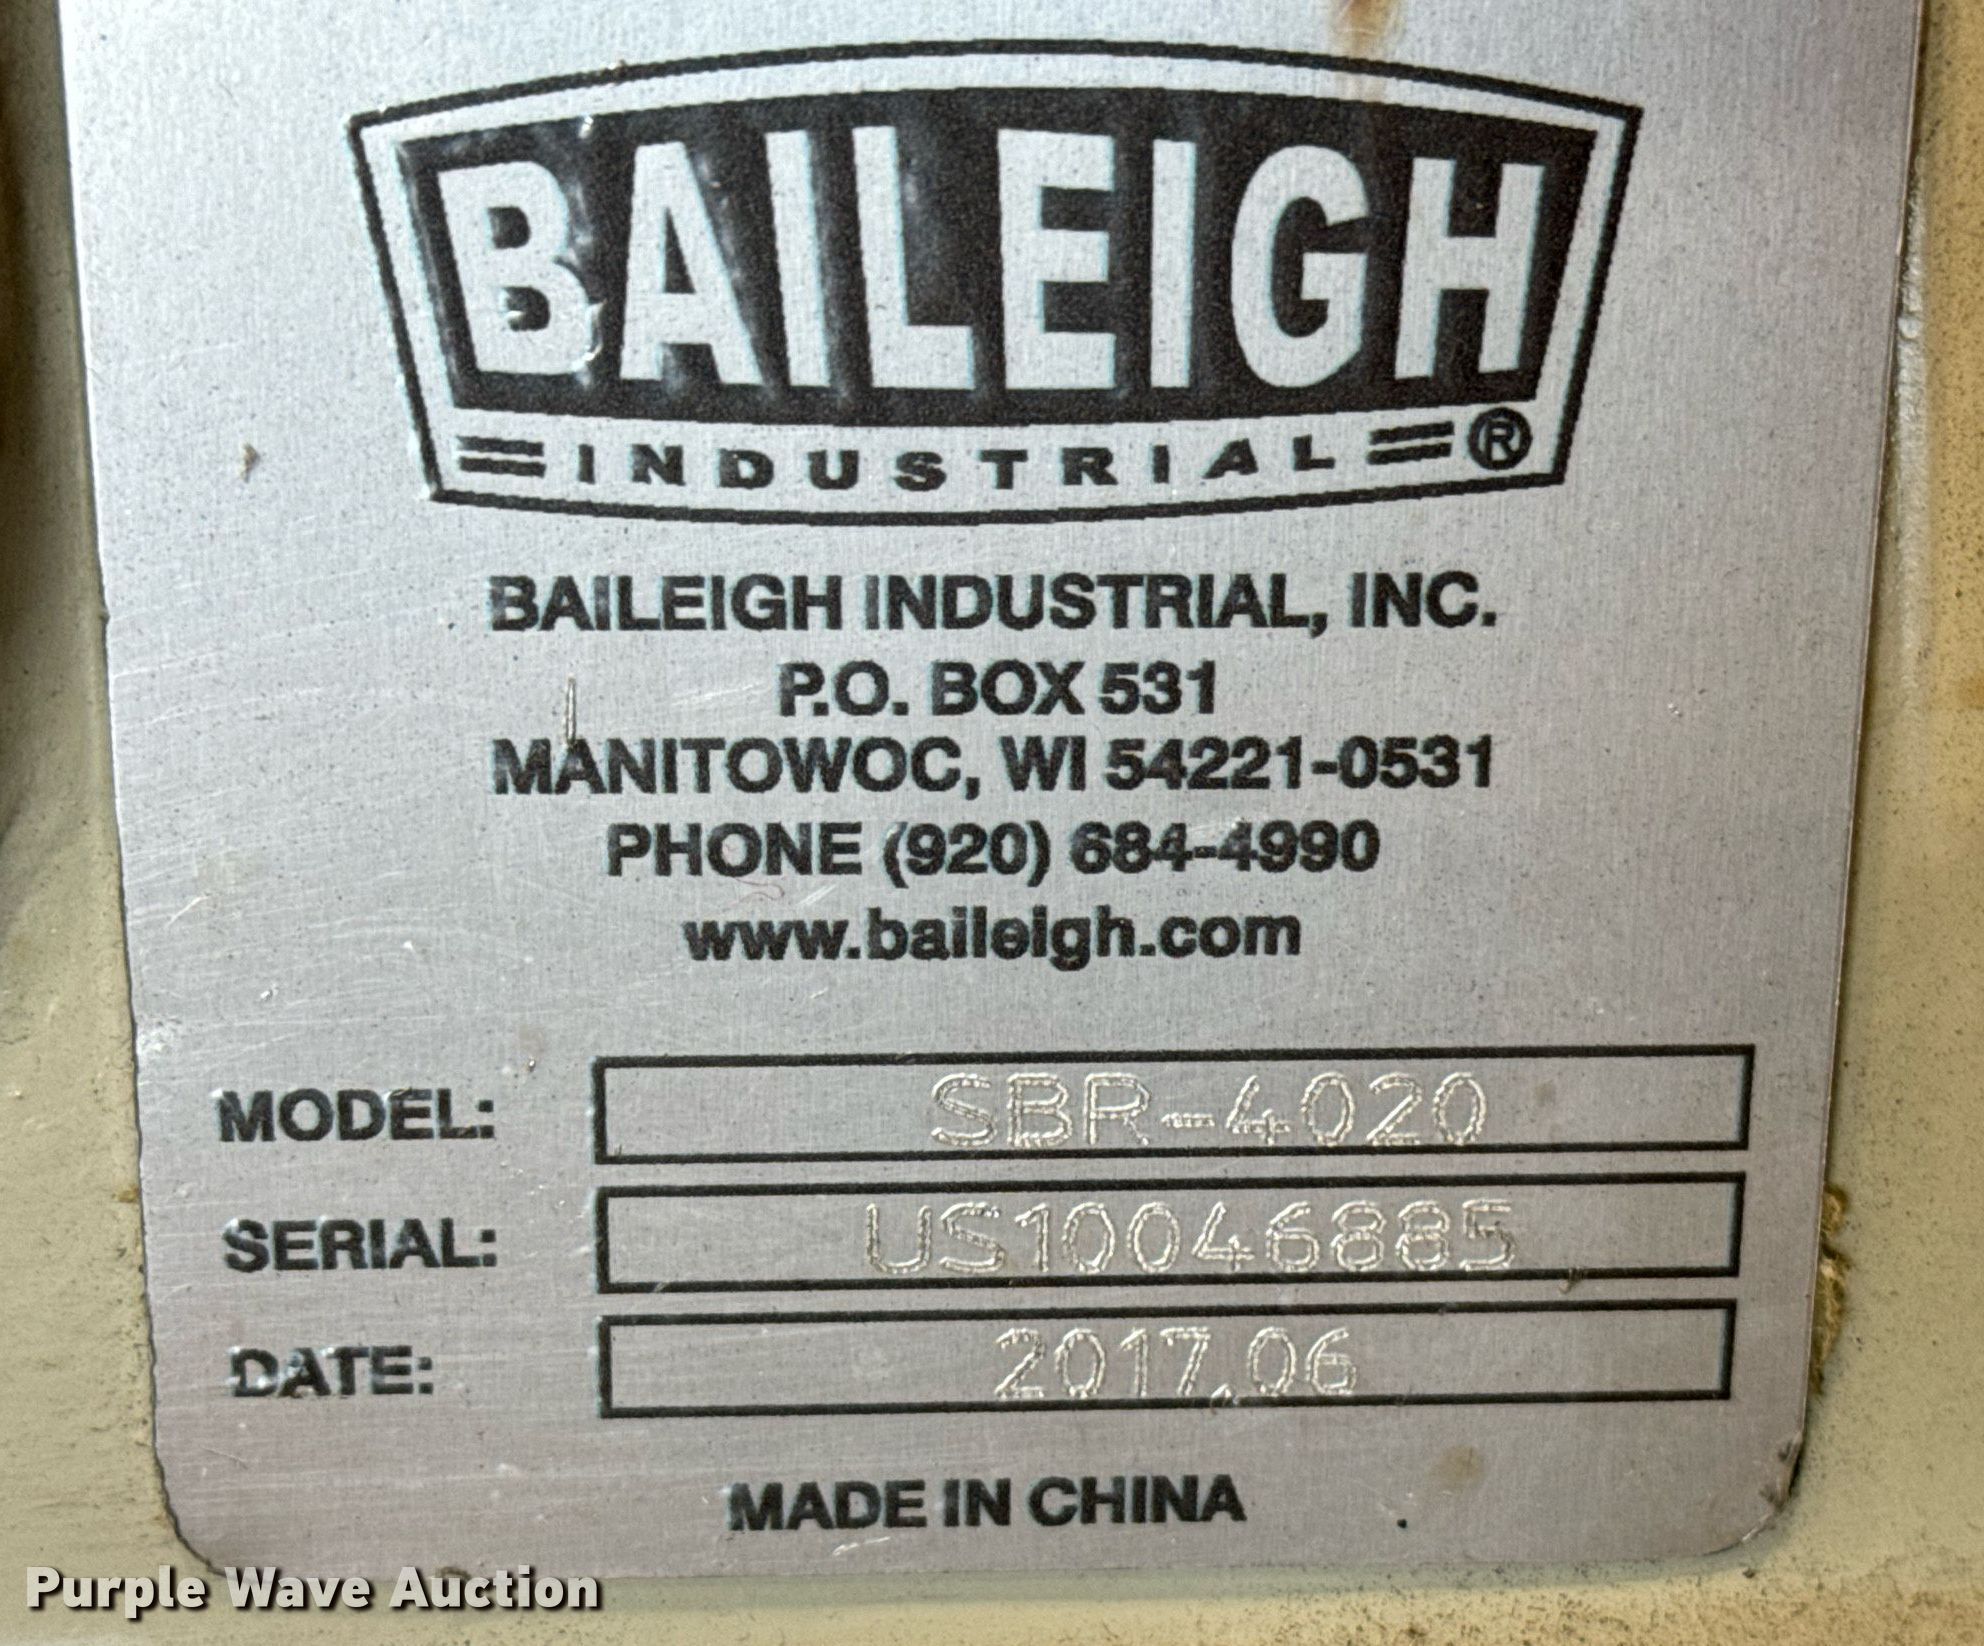 BAILEIGH
INDUSTRIAL ®
BAILEIGH INDUSTRIAL, INC.
P.O. BOX 531
MANITOWOC, WI 54221-0531
PHONE (920) 684-4990
www.baileigh.com
MODEL: SBR-4020
SERIAL: US10046885
DATE: 2017.06
MADE IN CHINA
Purple Wave Auction